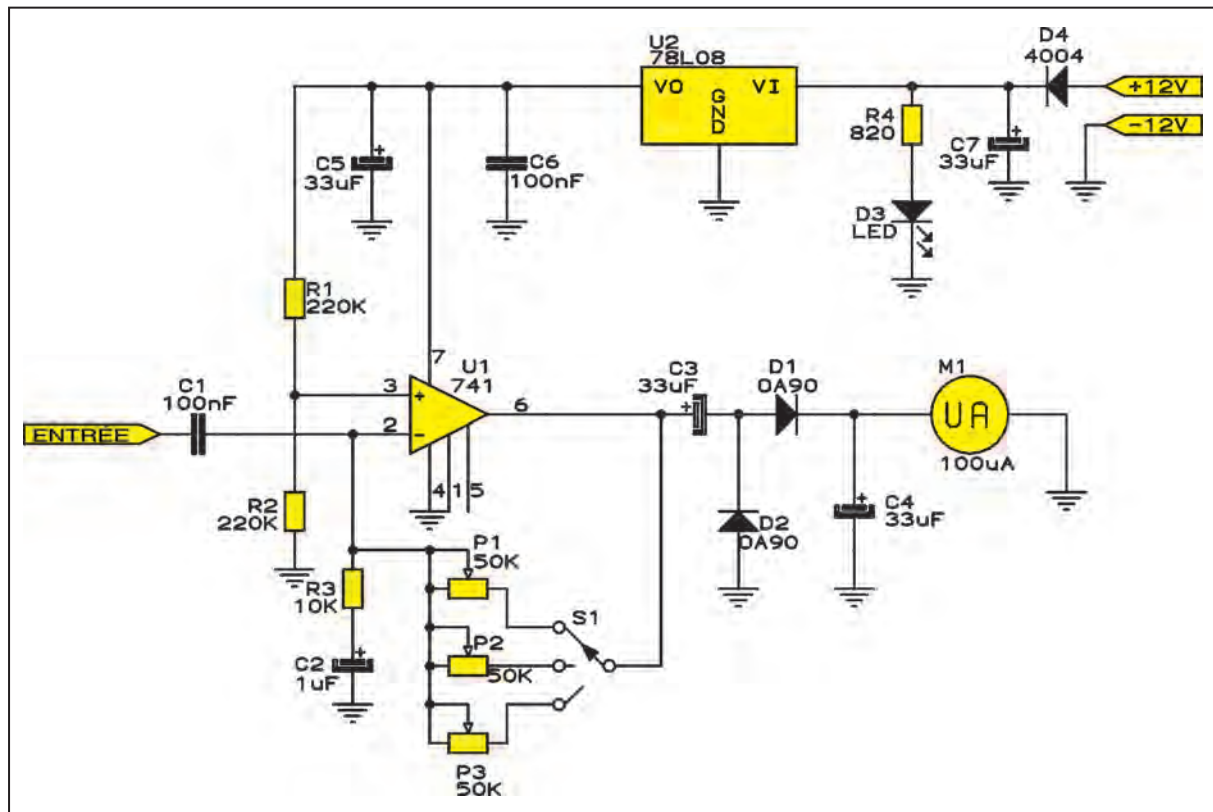 U2
78L08
VO
VI
GND
D4
4004
+12V
-12V
R4
820
C7
33uF
C5
+
33uF
C6
100nF
+
D3
LED
R1
220K
C1
100nF
ENTRÉE
7
U1
741
3
+
2
-
6
4
1
5
C3
33uF
+
D1
OA90
M1
UA
100uA
R2
220K
D2
OA90
+
C4
33uF
P1
50K
R3
10K
S1
P2
50K
+
C2
1uF
P3
50K